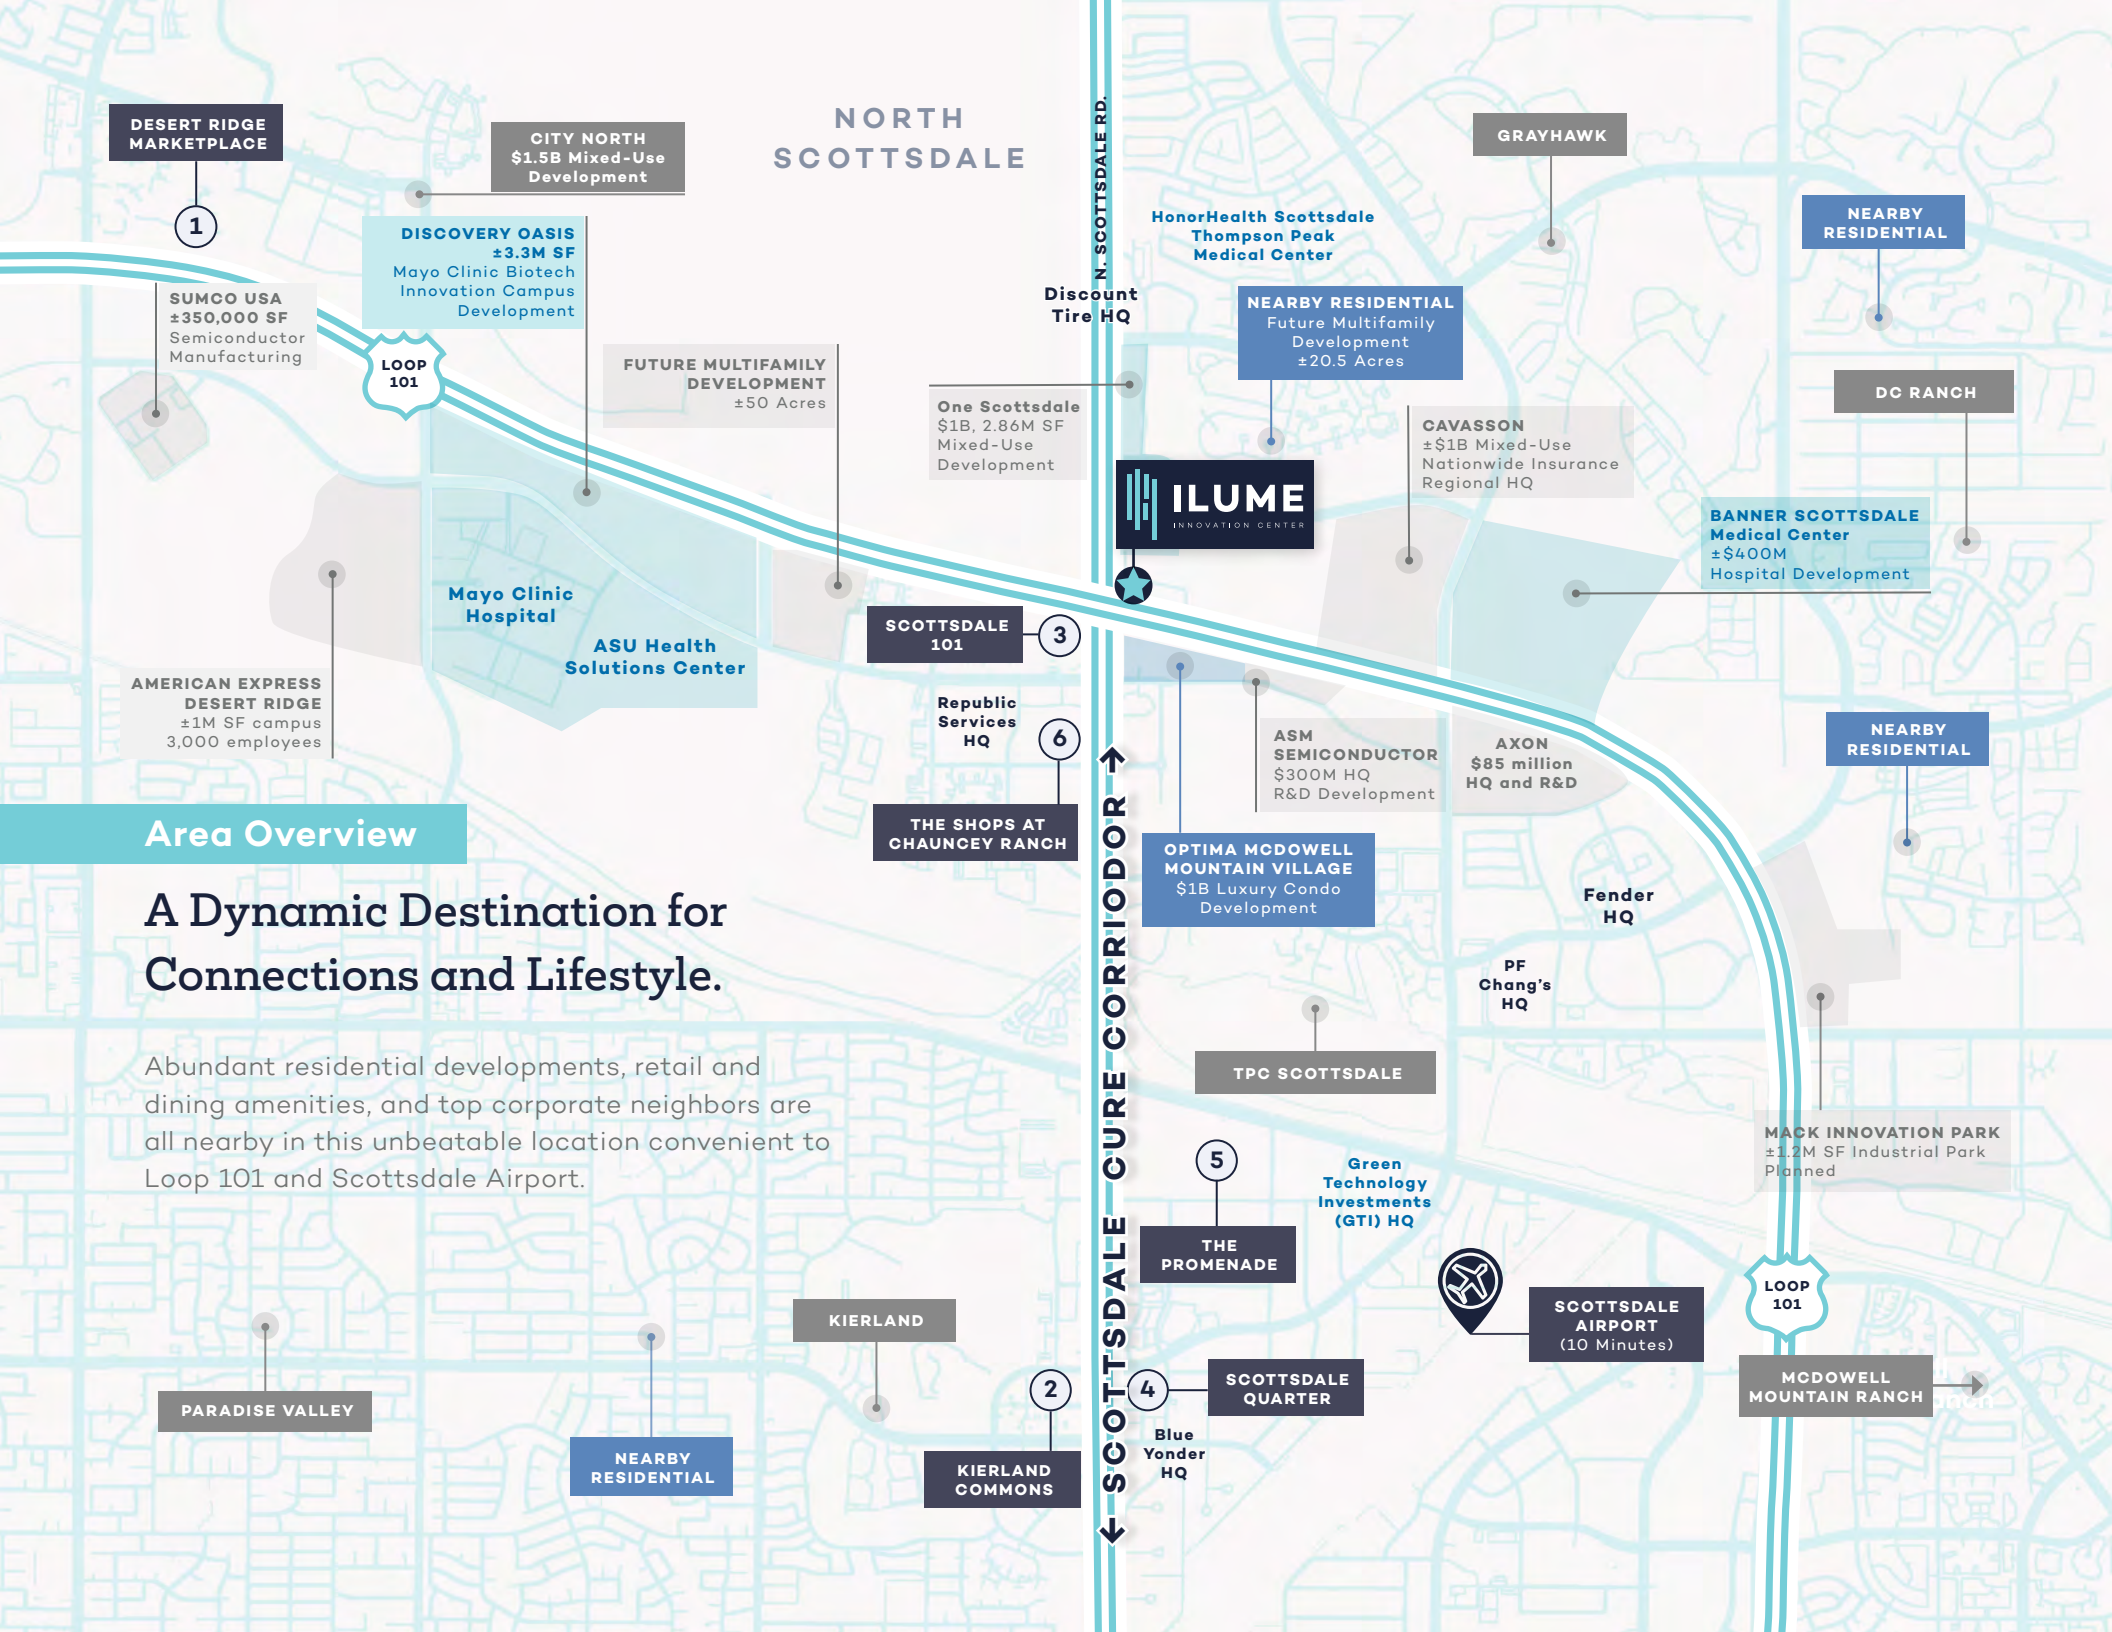 DESERT RIDGE
MARKETPLACE
1
CITY NORTH
$1.5B Mixed-Use
Development
NORTH
SCOTTSDALE
N. SCOTTSDALE RD.
GRAYHAWK
NEARBY
RESIDENTIAL
HonorHealth Scottsdale
Thompson Peak
Medical Center
DISCOVERY OASIS
±3.3M SF
Mayo Clinic Biotech
Innovation Campus
Development
SUMCO USA
±350,000 SF
Semiconductor
Manufacturing
LOOP
101
Discount
Tire HQ
NEARBY RESIDENTIAL
Future Multifamily
Development
±20.5 Acres
FUTURE MULTIFAMILY
DEVELOPMENT
±50 Acres
One Scottsdale
$1B, 2.86M SF
Mixed-Use
Development
DC RANCH
CAVASSON
±$1B Mixed-Use
Nationwide Insurance
Regional HQ
ILUME
INNOVATION CENTER
BANNER SCOTTSDALE
Medical Center
±$400M
Hospital Development
Mayo Clinic
Hospital
ASU Health
Solutions Center
SCOTTSDALE
101
3
AMERICAN EXPRESS
DESERT RIDGE
±1M SF campus
3,000 employees
Republic
Services
HQ
6
THE SHOPS AT
CHAUNCEY RANCH
ASM
SEMICONDUCTOR
$300M HQ
R&D Development
AXON
$85 million
HQ and R&D
NEARBY
RESIDENTIAL
OPTIMA MCDOWELL
MOUNTAIN VILLAGE
$1B Luxury Condo
Development
Fender
HQ
PF
Chang's
HQ
Area Overview
A Dynamic Destination for
Connections and Lifestyle.
Abundant residential developments, retail and
dining amenities, and top corporate neighbors are
all nearby in this unbeatable location convenient to
Loop 101 and Scottsdale Airport.
SCOTTSDALE CURE CORRIODOR
TPC SCOTTSDALE
MACK INNOVATION PARK
±1.2M SF Industrial Park
Planned
5
THE
PROMENADE
Green
Technology
Investments
(GTI) HQ
SCOTTSDALE
AIRPORT
(10 Minutes)
LOOP
101
MCDOWELL
MOUNTAIN RANCH
KIERLAND
PARADISE VALLEY
NEARBY
RESIDENTIAL
2
KIERLAND
COMMONS
4
SCOTTSDALE
QUARTER
Blue
Yonder
HQ